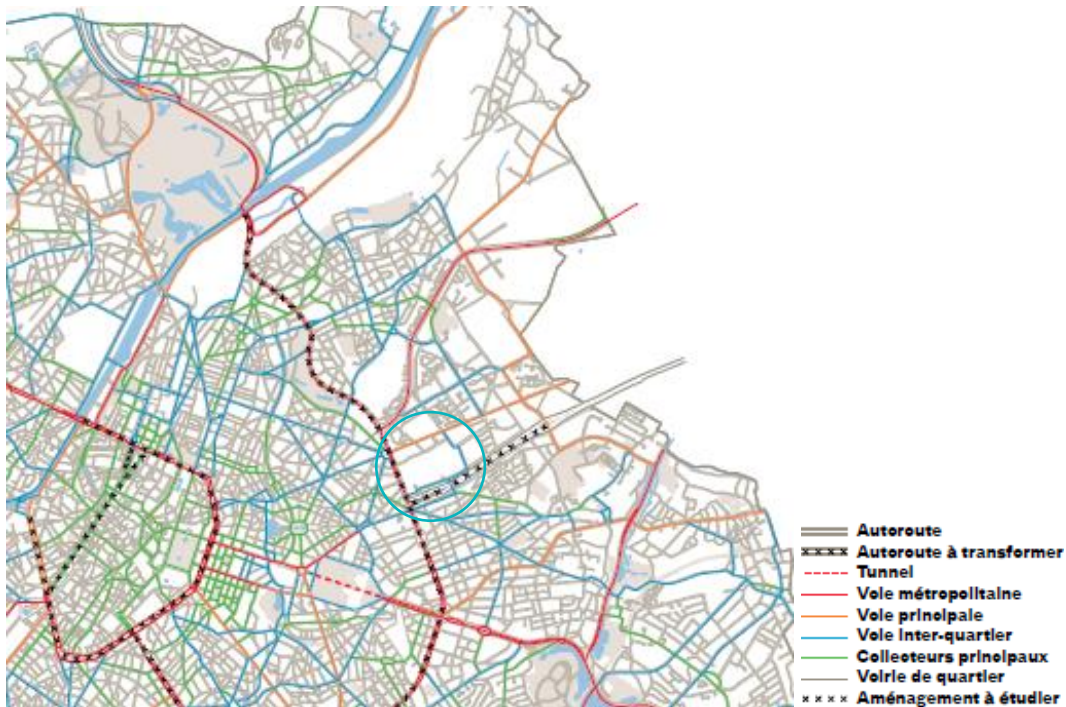 Autoroute
Autoroute à transformer
Tunnel
Voie métropolitaine
Voie principale
Voie inter-quartier
Collecteurs principaux
Voirie de quartier
Aménagement à étudier